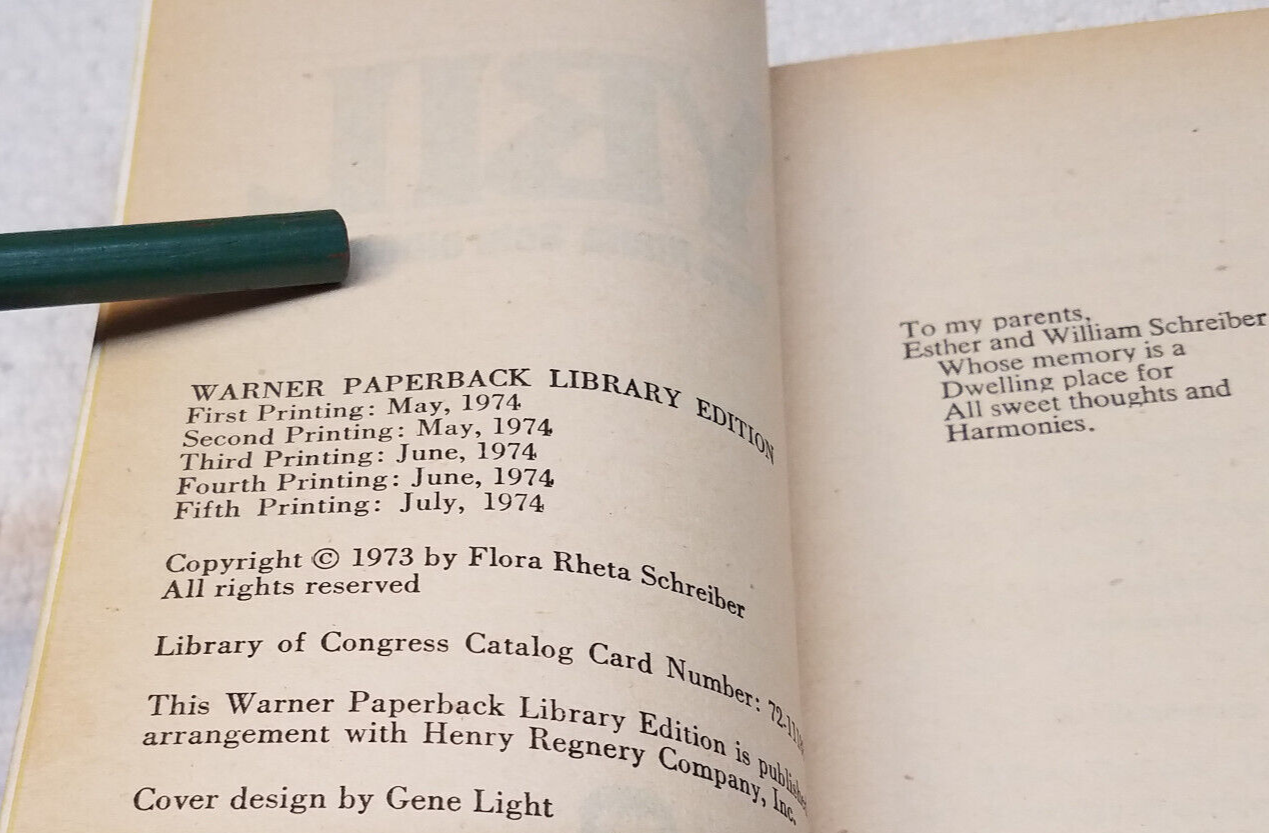 WARNER PAPERBACK LIBRARY EDITION
First Printing: May, 1974
Second Printing: May, 1974
Third Printing: June, 1974
Fourth Printing: June, 1974
Fifth Printing: July, 1974
Copyright © 1973 by Flora Rheta Schreiber
All rights reserved
Library of Congress Catalog Card Number:
This Warner Paperback Library Edition is
arrangement with Henry Regnery Company, Inc.
Cover design by Gene Light
To my parents,
Esther and William Schreiber
Whose memory is a
Dwelling place for
All sweet thoughts and
Harmonies.